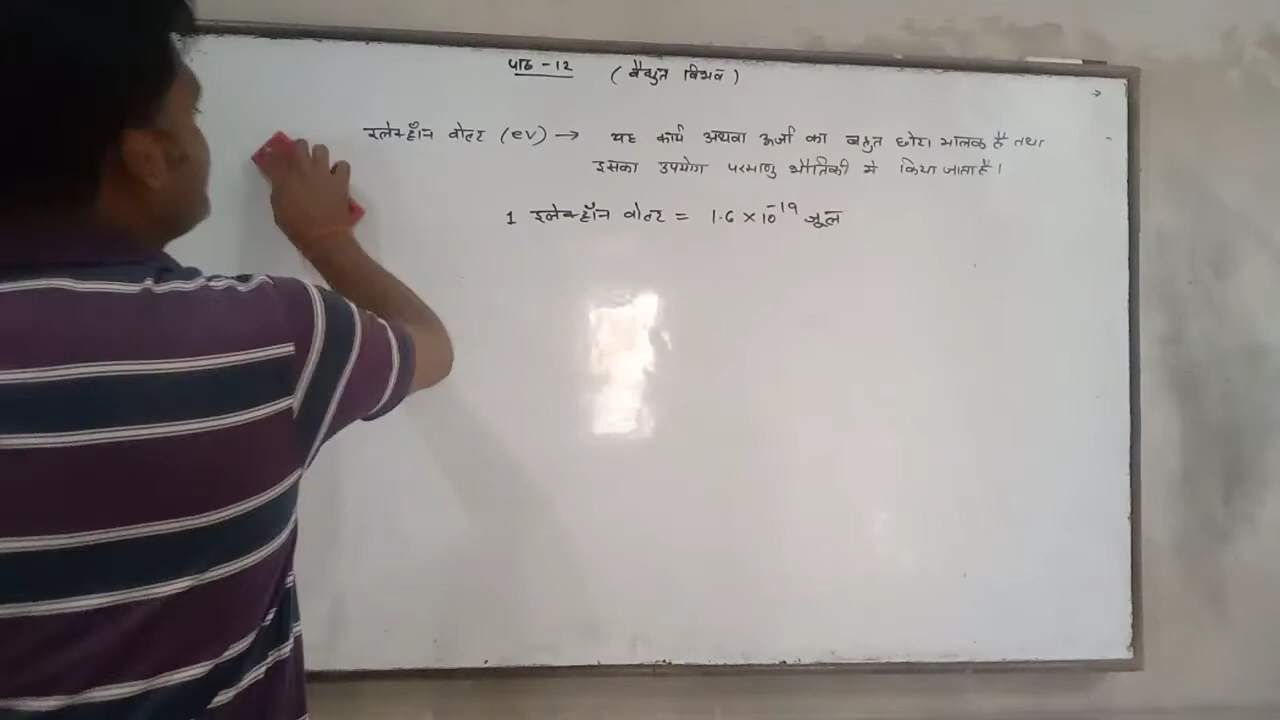 पाठ - 12 (वैद्युत विभव)
इलेक्ट्रॉन वोल्ट (ev) → यह कार्य अथवा ऊर्जा का बहुत छोटा मात्रक है तथा
इसका उपयोग परमाणु भौतिकी मे किया जाता है।
1 इलेक्ट्रॉन वोल्ट = 1.6 × 10⁻¹⁹ जूल